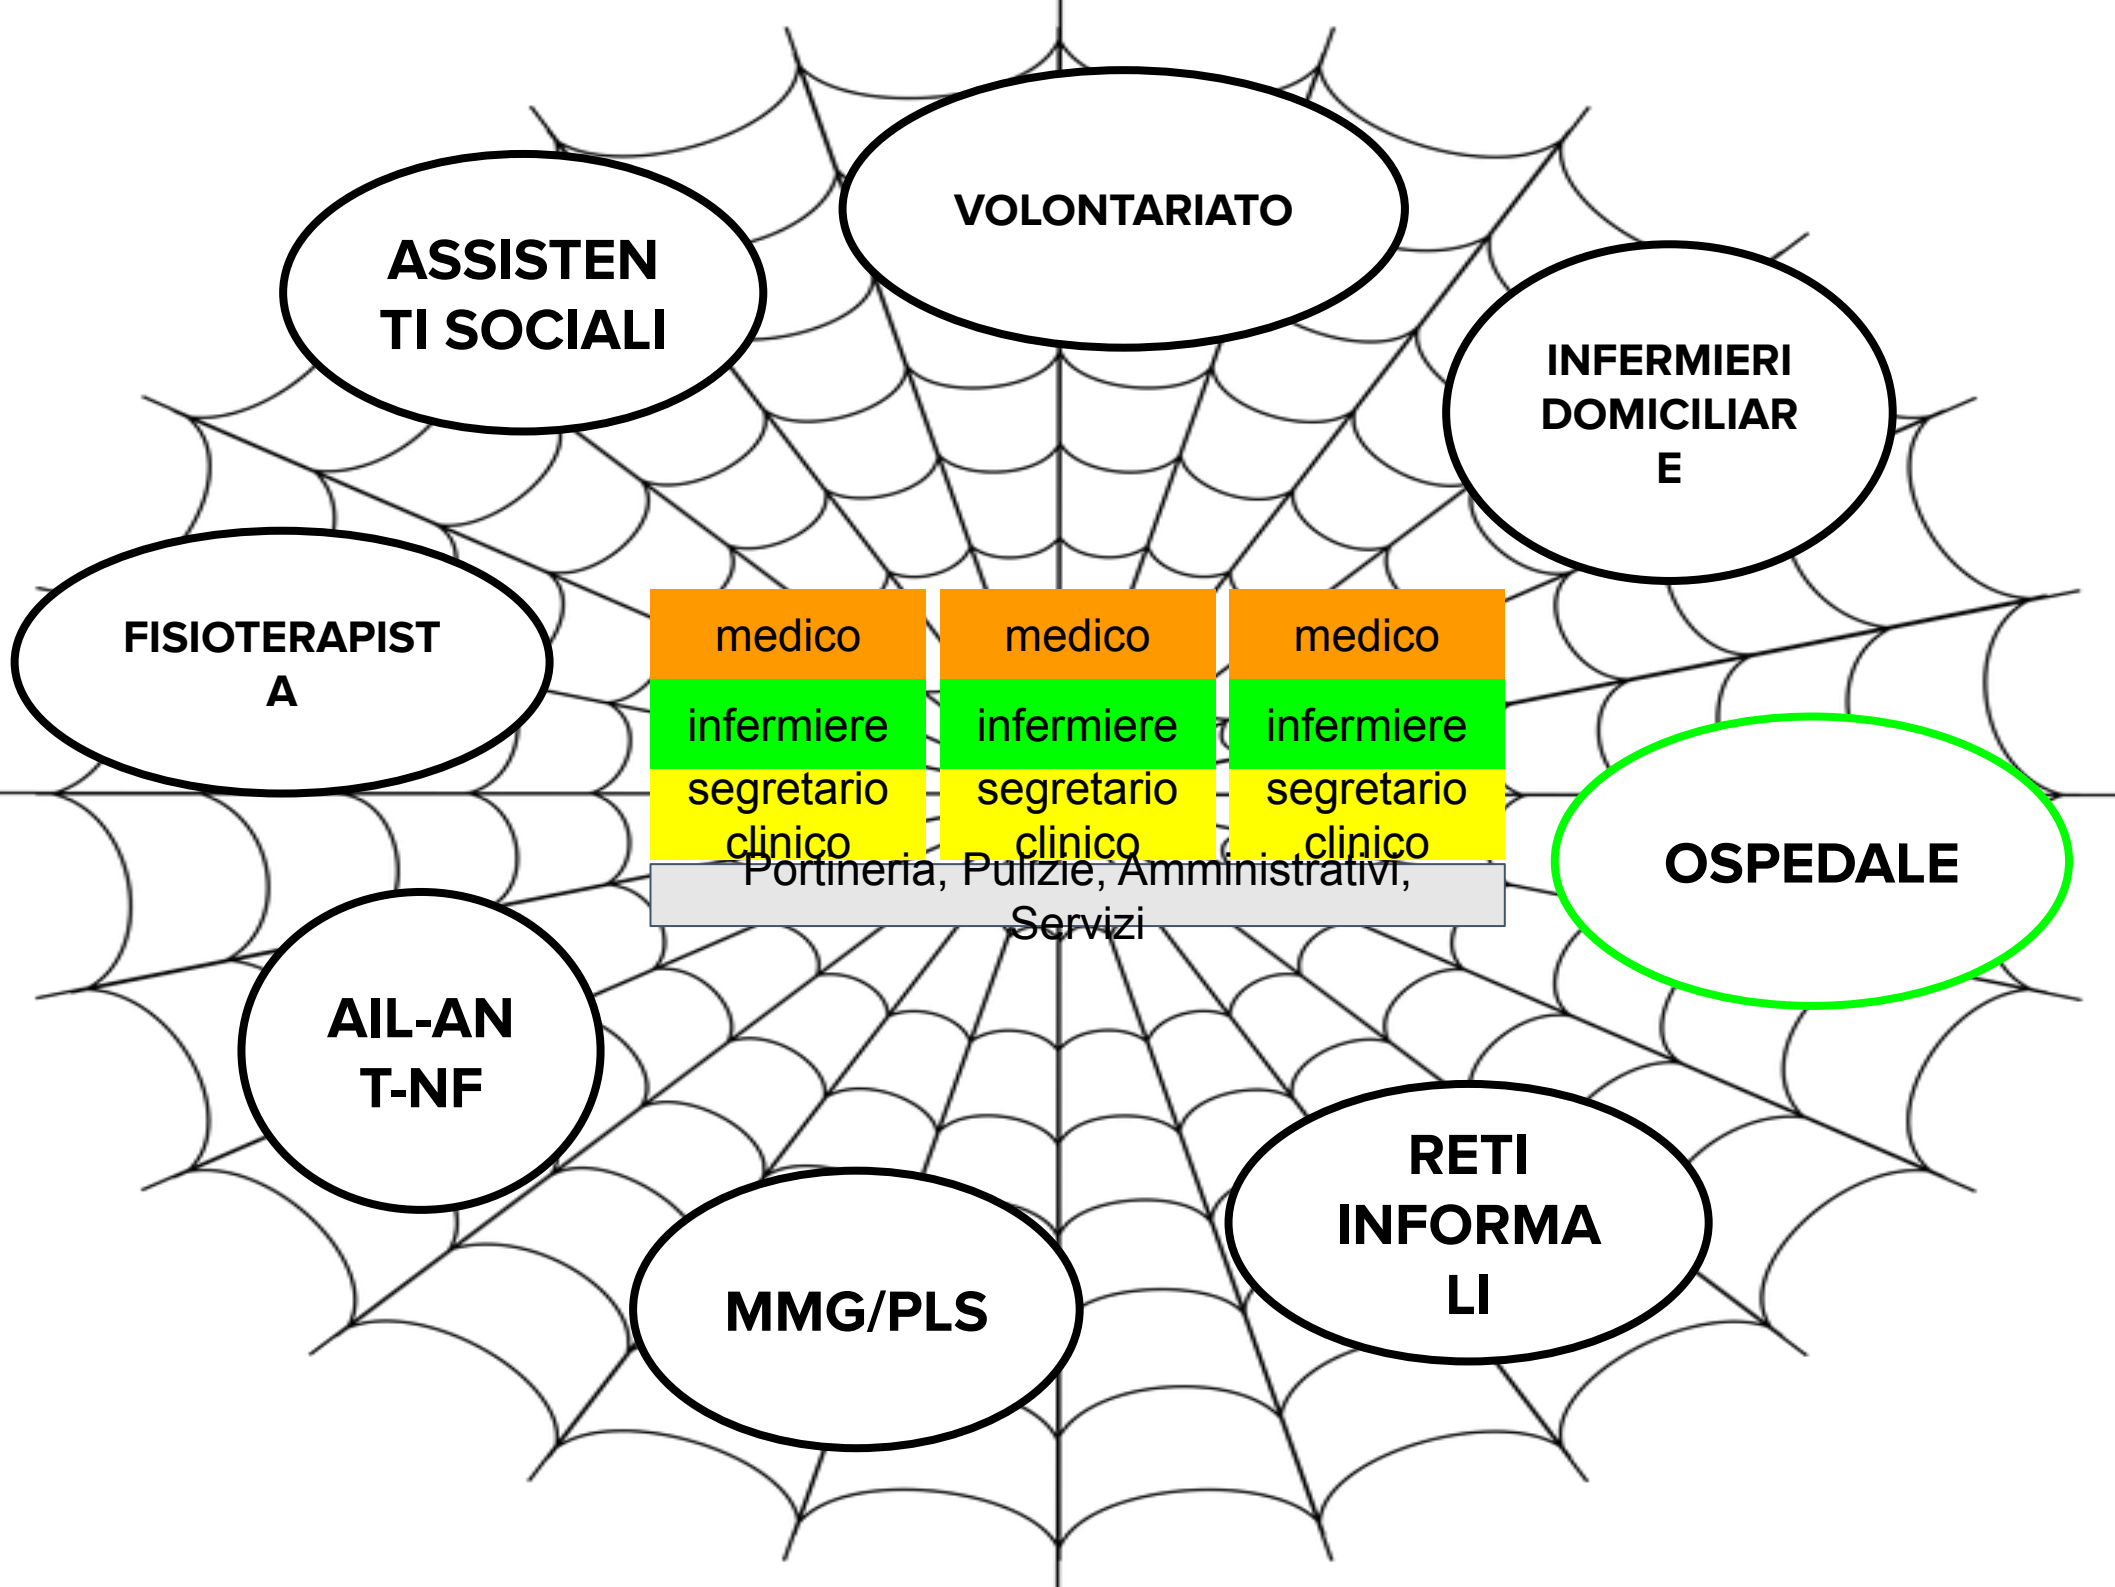 VOLONTARIATO
ASSISTEN
TI SOCIALI
INFERMIERI
DOMICILIAR
E
FISIOTERAPIST
A
medico
infermiere
segretario
clinico
medico
infermiere
segretario
clinico
medico
infermiere
segretario
clinico
Portineria, Pulizie, Amministrativi,
Servizi
OSPEDALE
AIL-AN
T-NF
RETI
INFORMA
LI
MMG/PLS